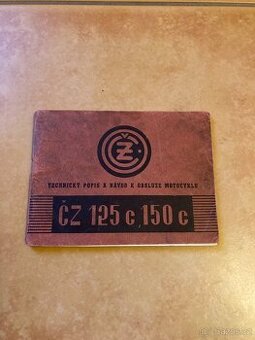 ČZ
TECHNICKÝ POPIS A NÁVOD K OBSLUZE MOTOCYKLU
ČZ 125 c, 150 c